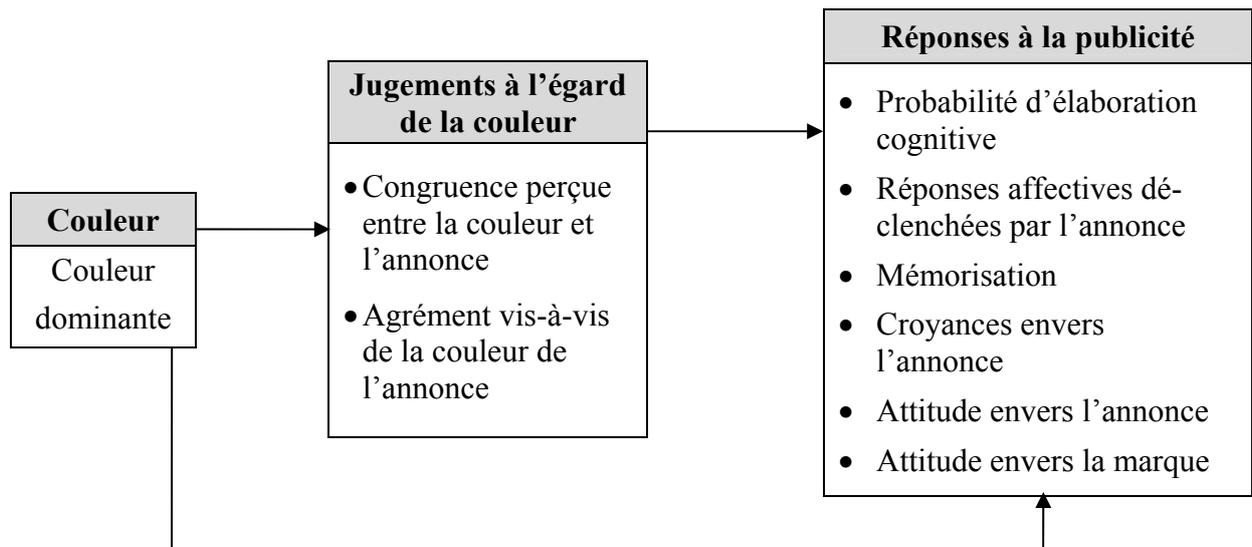 Couleur
Couleur
dominante
Jugements à l’égard
de la couleur
• Congruence perçue
entre la couleur et
l’annonce
• Agrément vis-à-vis
de la couleur de
l’annonce
Réponses à la publicité
• Probabilité d’élaboration
cognitive
• Réponses affectives dé-
clenchées par l’annonce
• Mémorisation
• Croyances envers
l’annonce
• Attitude envers l’annonce
• Attitude envers la marque